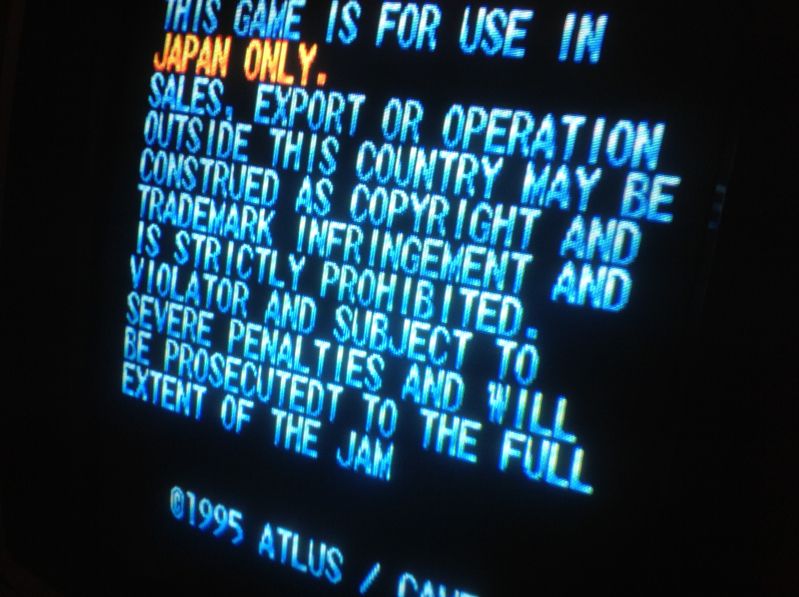 THIS GAME IS FOR USE IN
JAPAN ONLY.
SALES, EXPORT OR OPERATION
OUTSIDE THIS COUNTRY MAY BE
CONSTRUED AS COPYRIGHT AND
TRADEMARK INFRINGEMENT AND
IS STRICTLY PROHIBITED.
VIOLATOR AND SUBJECT TO
SEVERE PENALTIES AND WILL
BE PROSECUTEDT TO THE FULL
EXTENT OF THE JAM
©1995 ATLUS /